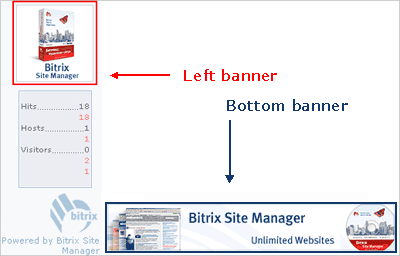 Bitrix
Site Manager
Left banner
Bottom banner
Hits..............18
18
Hosts............1
1
Visitors..........0
2
1
bitrix
Powered by Bitrix Site
Manager
Bitrix Site Manager
Unlimited Websites